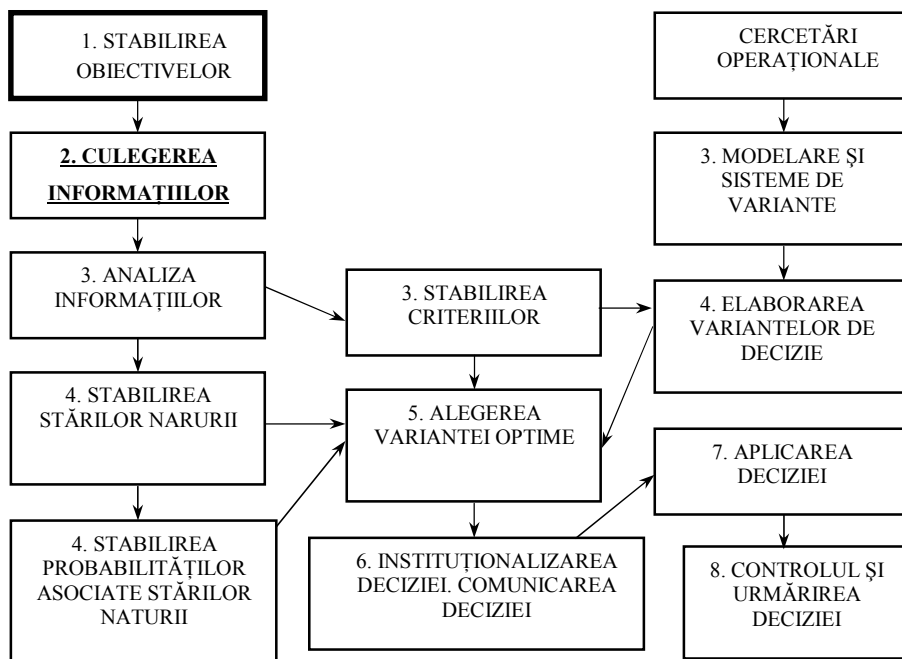 1. STABILIREA
OBIECTIVELOR
2. CULEGEREA
INFORMAȚIILOR
3. ANALIZA
INFORMAȚIILOR
4. STABILIREA
STĂRILOR NARURII
4. STABILIREA
PROBABILITĂȚILOR
ASOCIATE STĂRILOR
NATURII
3. STABILIREA
CRITERIILOR
5. ALEGEREA
VARIANTEI OPTIME
6. INSTITUȚIONALIZAREA
DECIZIEI. COMUNICAREA
DECIZIEI
CERCETĂRI
OPERAȚIONALE
3. MODELARE ŞI
SISTEME DE
VARIANTE
4. ELABORAREA
VARIANTELOR DE
DECIZIE
7. APLICAREA
DECIZIEI
8. CONTROLUL ŞI
URMĂRIREA
DECIZIEI